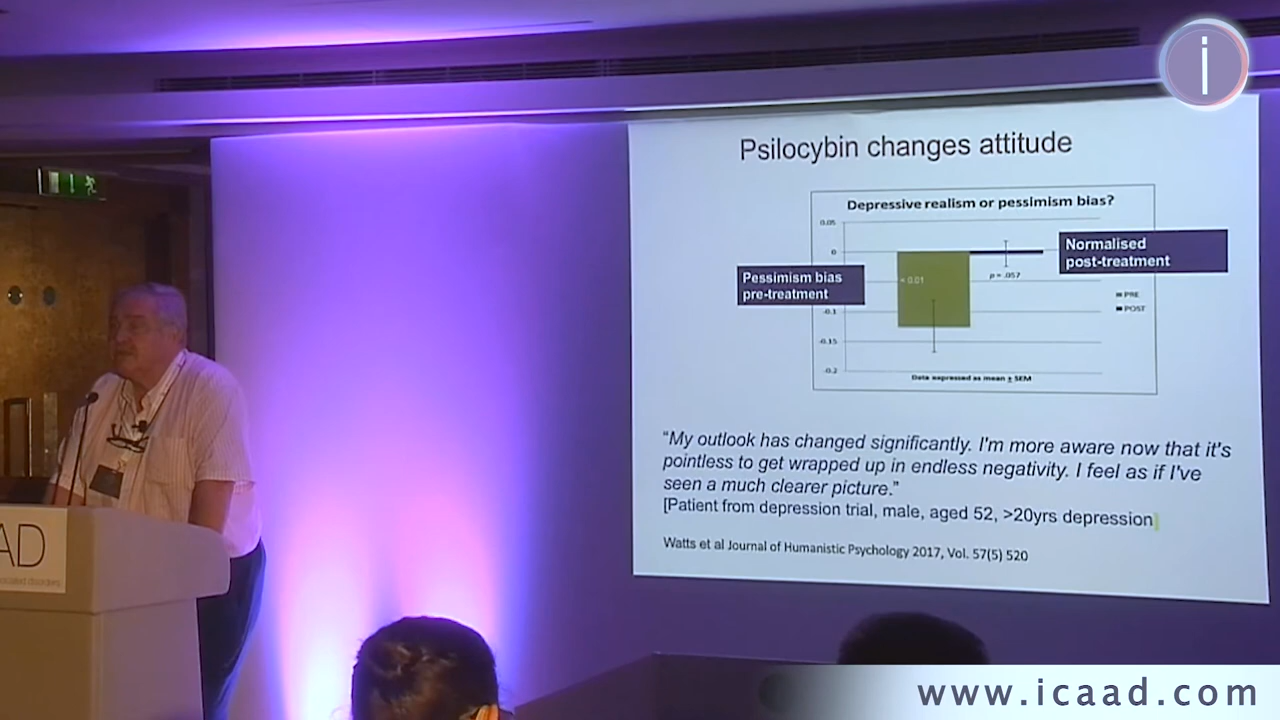 i
Psilocybin changes attitude
Depressive realism or pessimism bias?
0.05
0
-0.1
-0.15
-0.2
Pessimism bias
pre-treatment
= 0.01
p = .057
Normalised
post-treatment
PRE
POST
Data expressed as mean ± SEM
“My outlook has changed significantly. I'm more aware now that it's
pointless to get wrapped up in endless negativity. I feel as if I've
seen a much clearer picture.”
[Patient from depression trial, male, aged 52, >20yrs depression]
Watts et al Journal of Humanistic Psychology 2017, Vol. 57(5) 520
AD
disorders
www.icaad.com